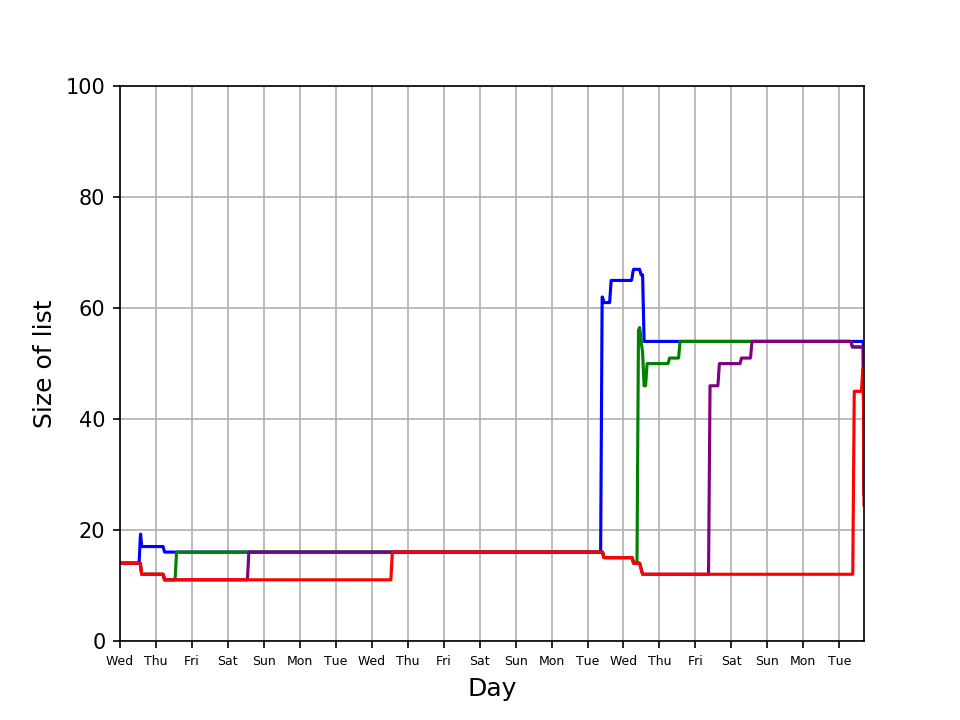 100
80
60
40
20
0
Size of list
Wed Thu Fri Sat Sun Mon Tue Wed Thu Fri Sat Sun Mon Tue Wed Thu Fri Sat Sun Mon Tue
Day